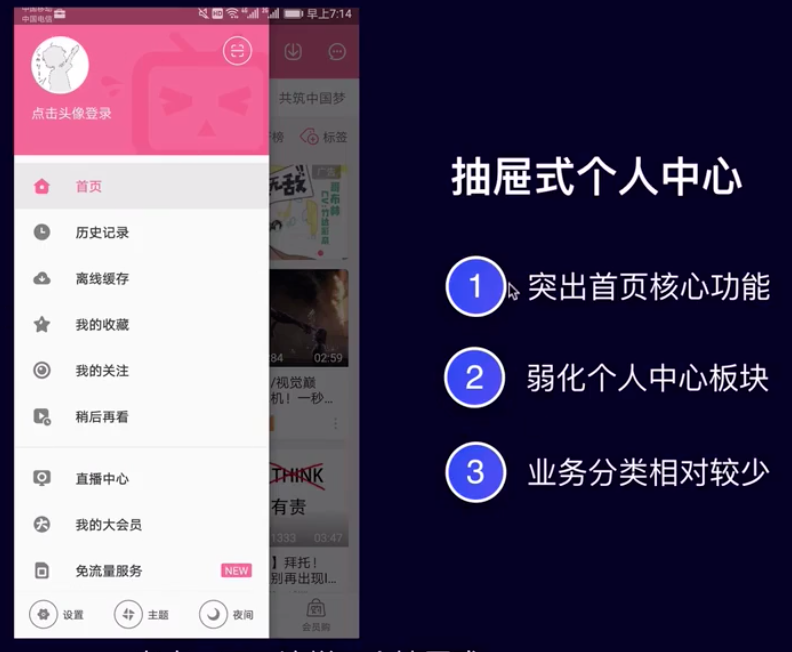 中国电信
HD
早上7:14
点击头像登录
共筑中国梦
标签
首页
历史记录
离线缓存
我的收藏
我的关注
稍后再看
直播中心
我的大会员
免流量服务
NEW
设置
主题
夜间
无敌
广告
84
02:59
/视觉巅
机！一秒...
THINK
有责
1333
03:47
】拜托！
别再出现I...
会员购
抽屉式个人中心
1
突出首页核心功能
2
弱化个人中心板块
3
业务分类相对较少